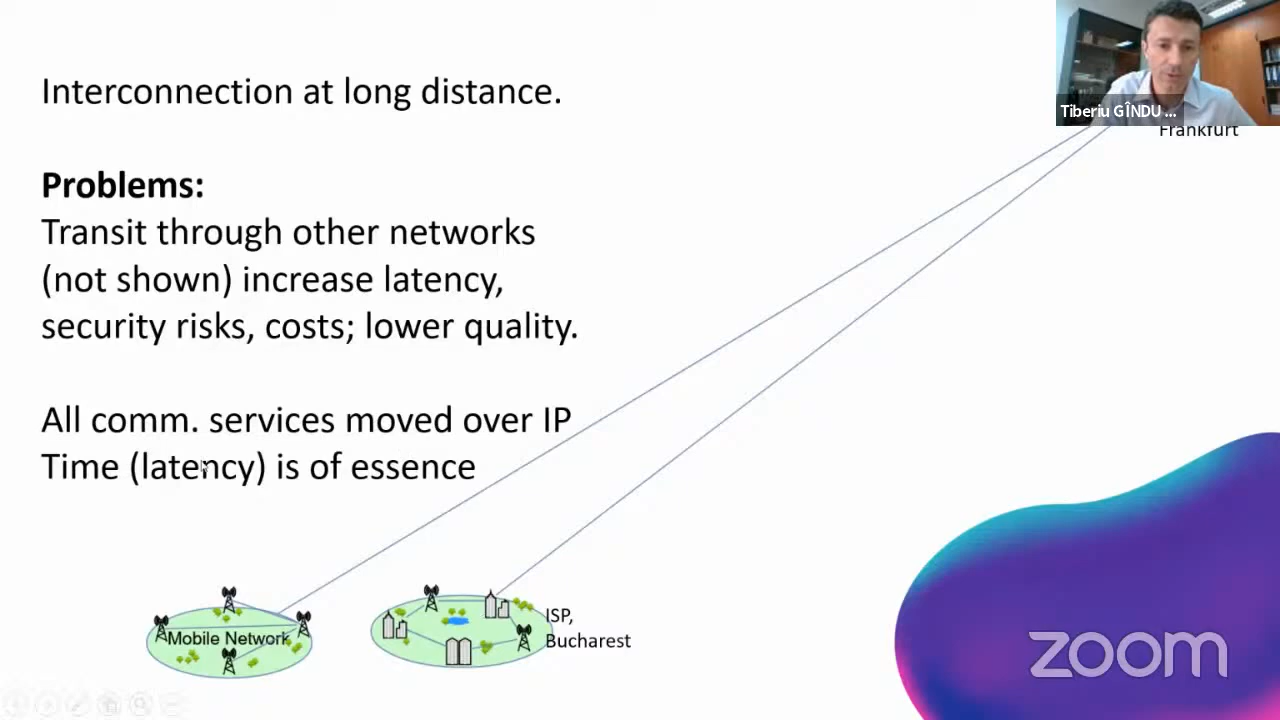 Interconnection at long distance.
Tiberiu GÎNDU ...
Frankfurt
Problems:
Transit through other networks
(not shown) increase latency,
security risks, costs; lower quality.
All comm. services moved over IP
Time (latency) is of essence
Mobile Network
ISP,
Bucharest
zoom